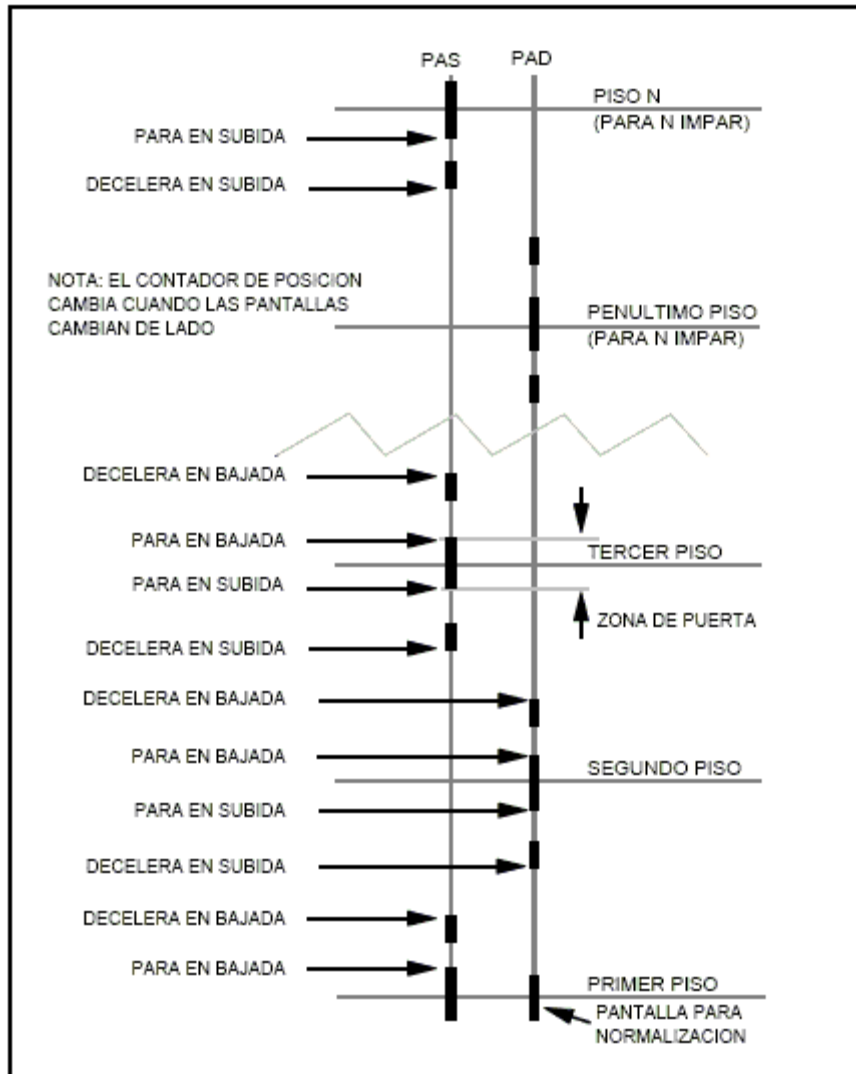 PAS PAD
PISO N
(PARA N IMPAR)
PARA EN SUBIDA
DECELERA EN SUBIDA
NOTA: EL CONTADOR DE POSICION
CAMBIA CUANDO LAS PANTALLAS
CAMBIAN DE LADO
PENULTIMO PISO
(PARA N IMPAR)
DECELERA EN BAJADA
PARA EN BAJADA
TERCER PISO
PARA EN SUBIDA
ZONA DE PUERTA
DECELERA EN SUBIDA
DECELERA EN BAJADA
PARA EN BAJADA
SEGUNDO PISO
PARA EN SUBIDA
DECELERA EN SUBIDA
DECELERA EN BAJADA
PARA EN BAJADA
PRIMER PISO
PANTALLA PARA
NORMALIZACION